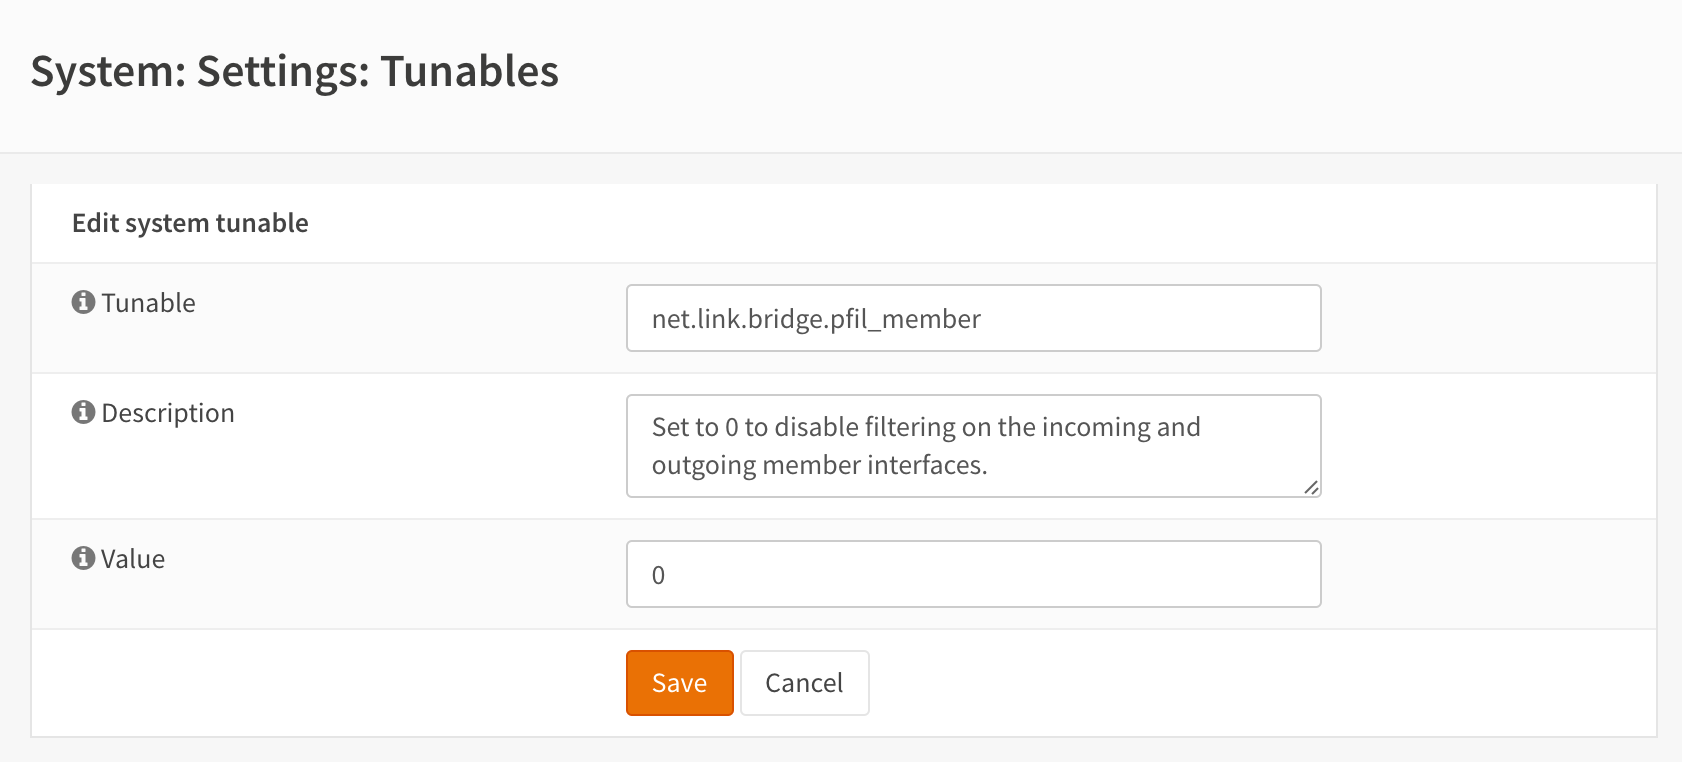 System: Settings: Tunables
Edit system tunable
Tunable
net.link.bridge.pfil_member
Description
Set to 0 to disable filtering on the incoming and
outgoing member interfaces.
Value
0
Save
Cancel